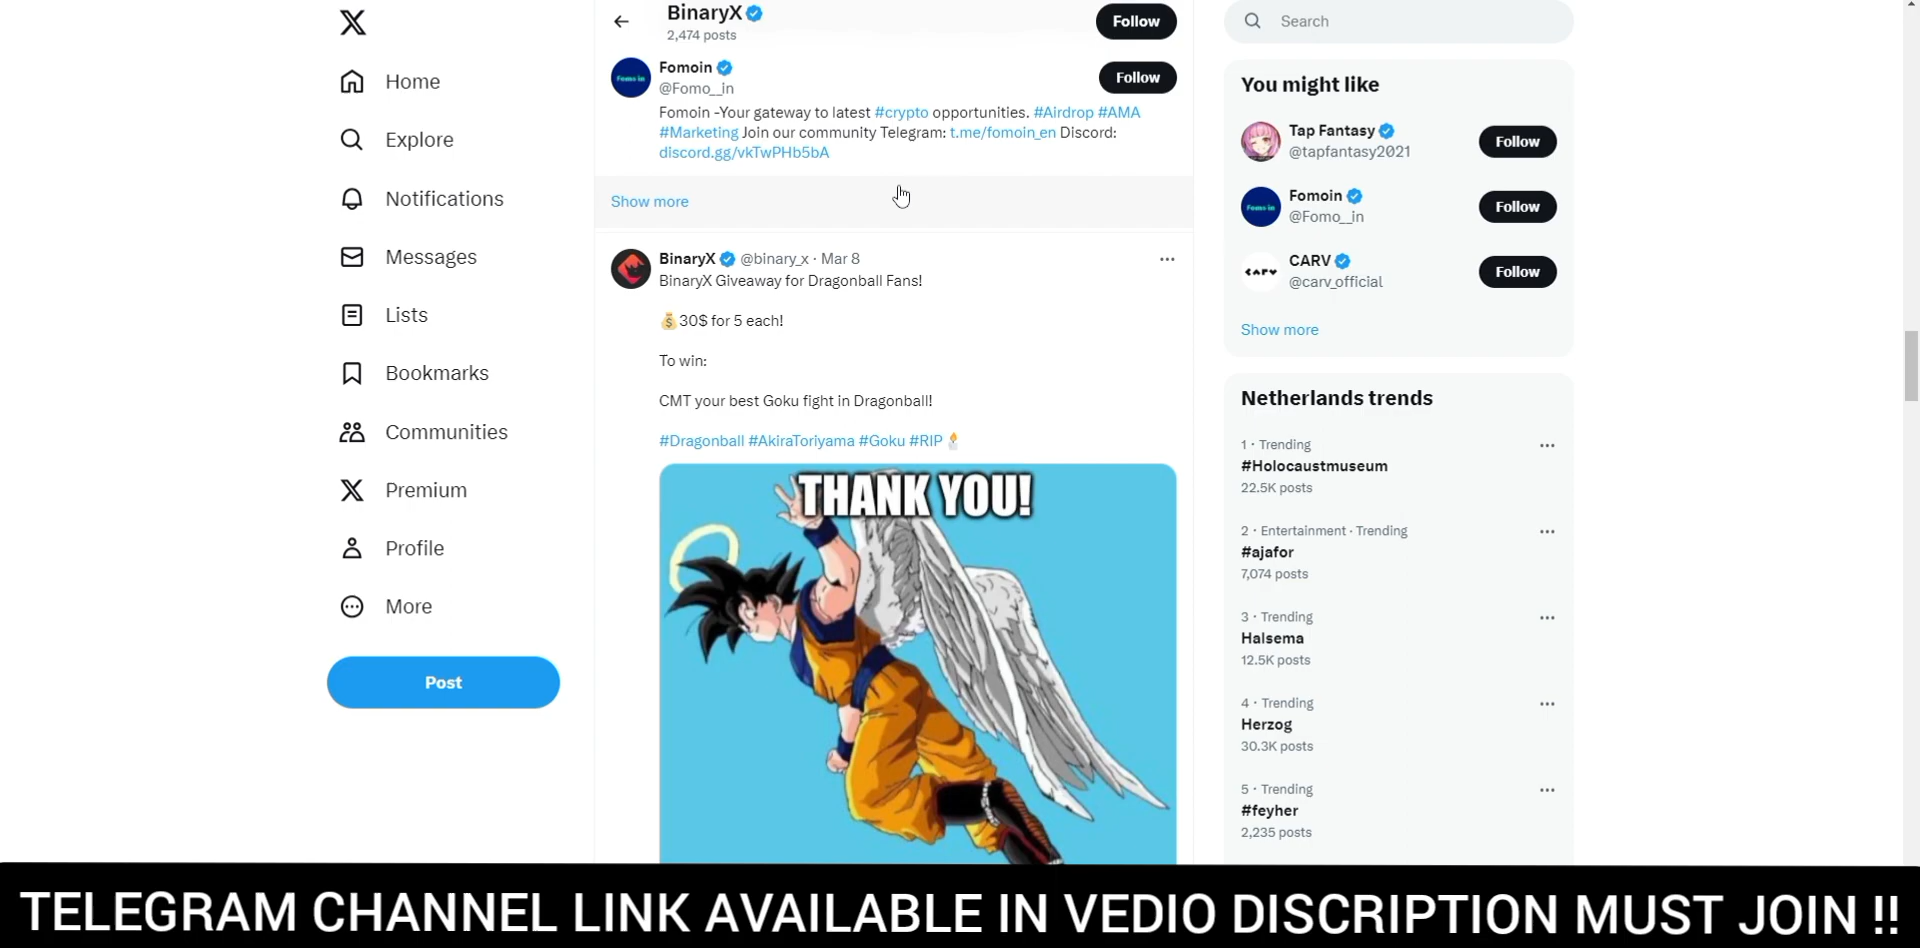 Home
Explore
Notifications
Messages
Lists
Bookmarks
Communities
Premium
Profile
More
Post
BinaryX
2,474 posts
Follow
Fomoin
@Fomo__in
Follow
Fomoin -Your gateway to latest #crypto opportunities. #Airdrop #AMA
#Marketing Join our community Telegram: t.me/fomoin_en Discord:
discord.gg/vkTwPHb5bA
Show more
BinaryX @binary_x · Mar 8
BinaryX Giveaway for Dragonball Fans!
💰30$ for 5 each!
To win:
CMT your best Goku fight in Dragonball!
#Dragonball #AkiraToriyama #Goku #RIP🕯️
THANK YOU!
Search
You might like
Tap Fantasy
@tapfantasy2021
Follow
Fomoin
@Fomo__in
Follow
CARV
@carv_official
Follow
Show more
Netherlands trends
1 · Trending
#Holocaustmuseum
22.5K posts
2 · Entertainment · Trending
#ajafor
7,074 posts
3 · Trending
Halsema
12.5K posts
4 · Trending
Herzog
30.3K posts
5 · Trending
#feyher
2,235 posts
TELEGRAM CHANNEL LINK AVAILABLE IN VEDIO DISCRIPTION MUST JOIN !!